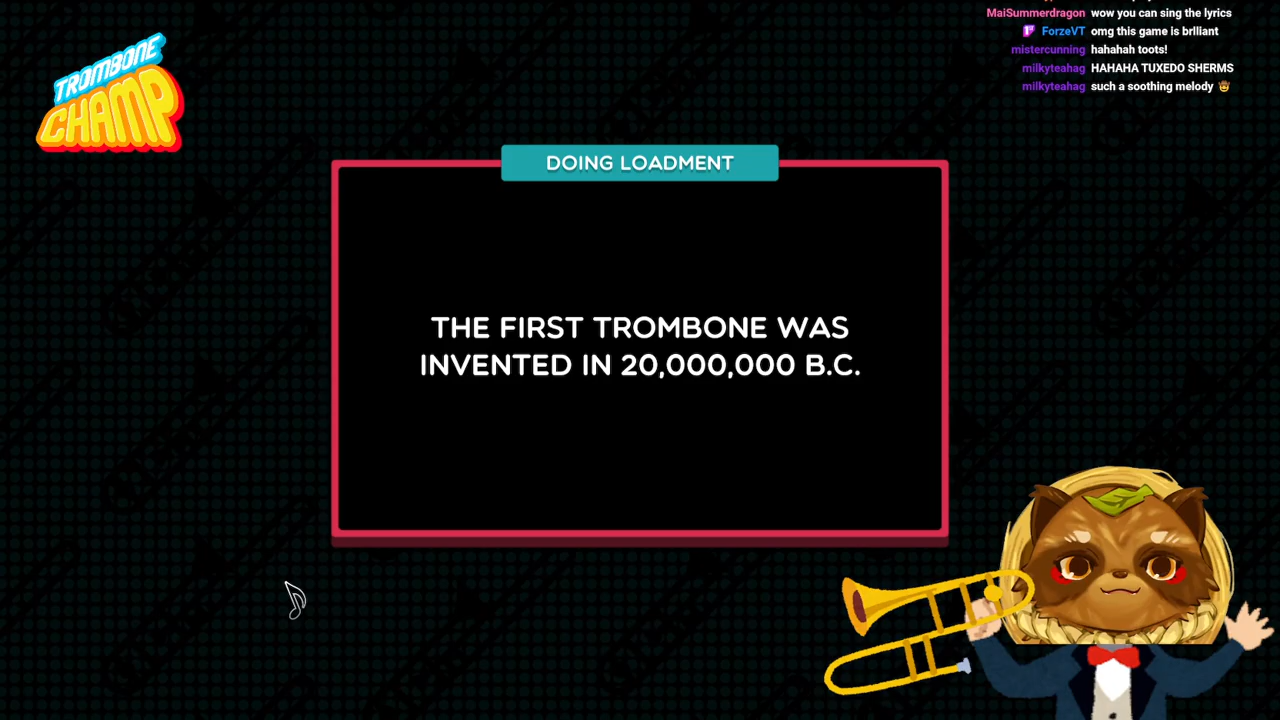 MaiSummerdragon wow you can sing the lyrics
ForzeVT omg this game is brlliant
mistercunning hahahah toots!
milkyteahag HAHAHA TUXEDO SHERMS
milkyteahag such a soothing melody 🤠
TROMBONE
CHAMP
DOING LOADMENT
THE FIRST TROMBONE WAS
INVENTED IN 20,000,000 B.C.